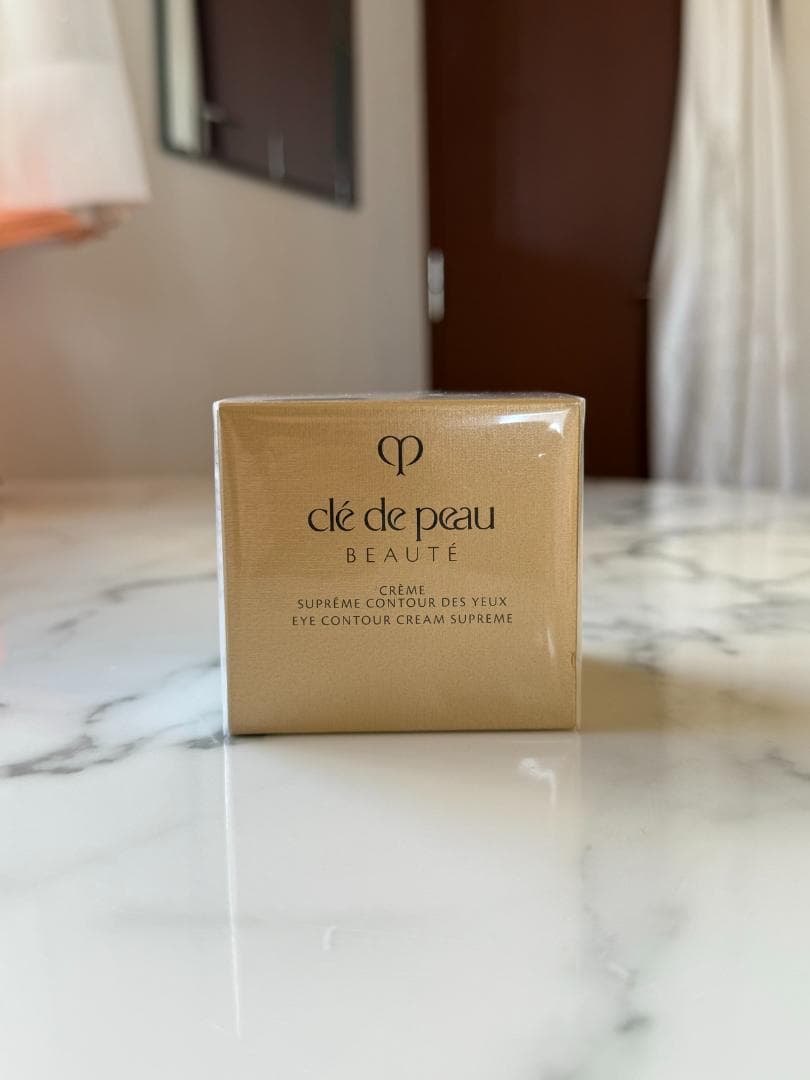 clé de peau
BEAUTÉ
CRÈME
SUPRÊME CONTOUR DES YEUX
EYE CONTOUR CREAM SUPREME